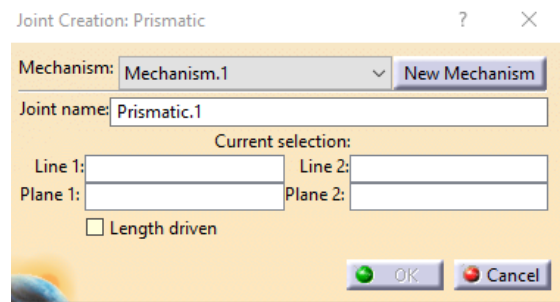 Joint Creation: Prismatic ? ×
Mechanism: Mechanism.1 New Mechanism
Joint name: Prismatic.1
Current selection:
Line 1: Line 2:
Plane 1: Plane 2:
Length driven
OK Cancel